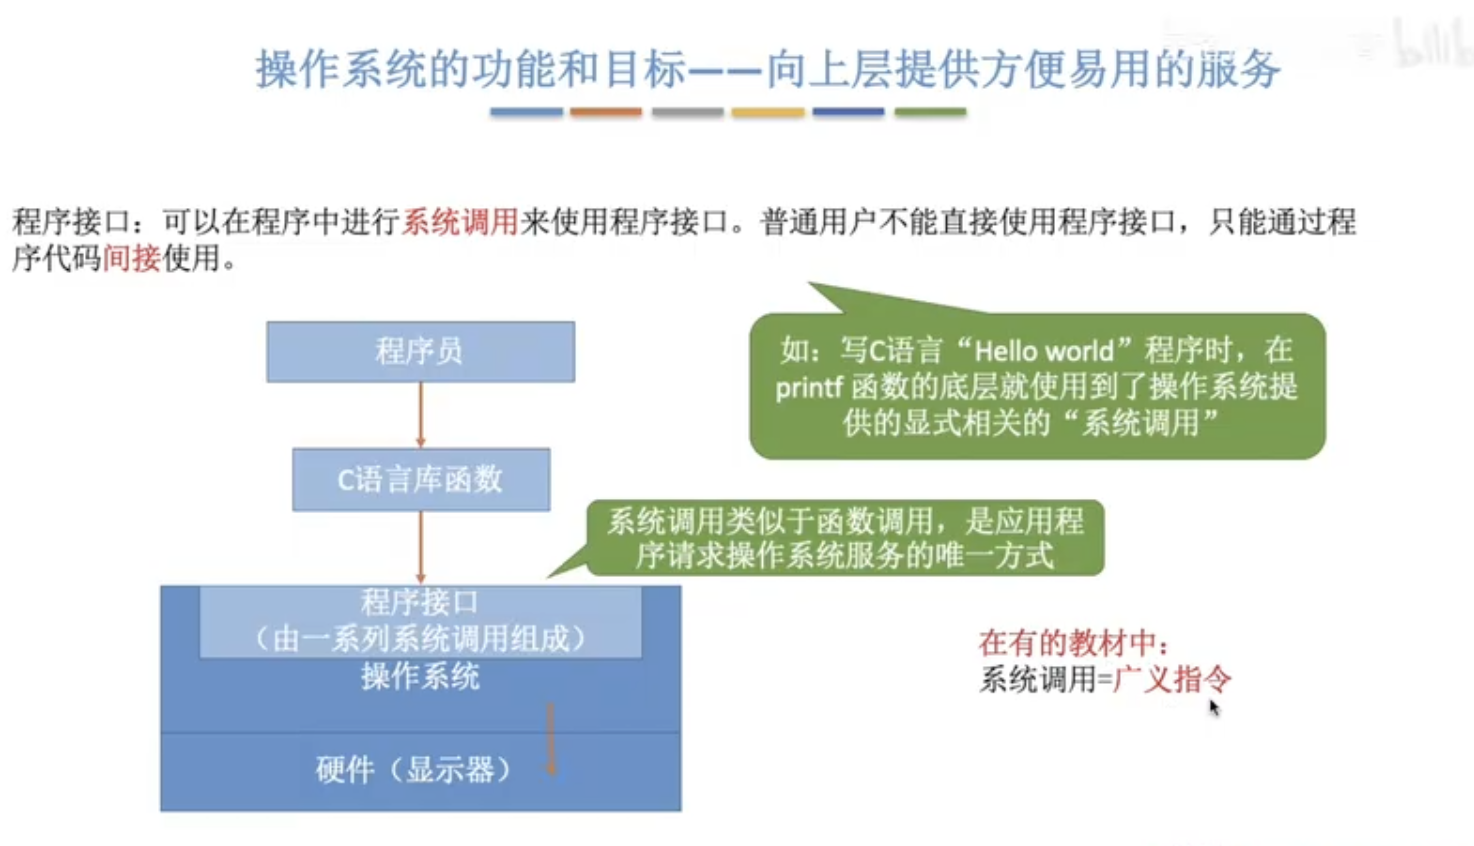 操作系统的功能和目标——向上层提供方便易用的服务
程序接口：可以在程序中进行系统调用来使用程序接口。普通用户不能直接使用程序接口，只能通过程
序代码间接使用。
程序员
如：写C语言“Hello world”程序时，在
printf 函数的底层就使用到了操作系统提
供的显式相关的“系统调用”
C语言库函数
系统调用类似于函数调用，是应用程
序请求操作系统服务的唯一方式
程序接口
（由一系列系统调用组成）
操作系统
在有的教材中：
系统调用=广义指令
硬件（显示器）